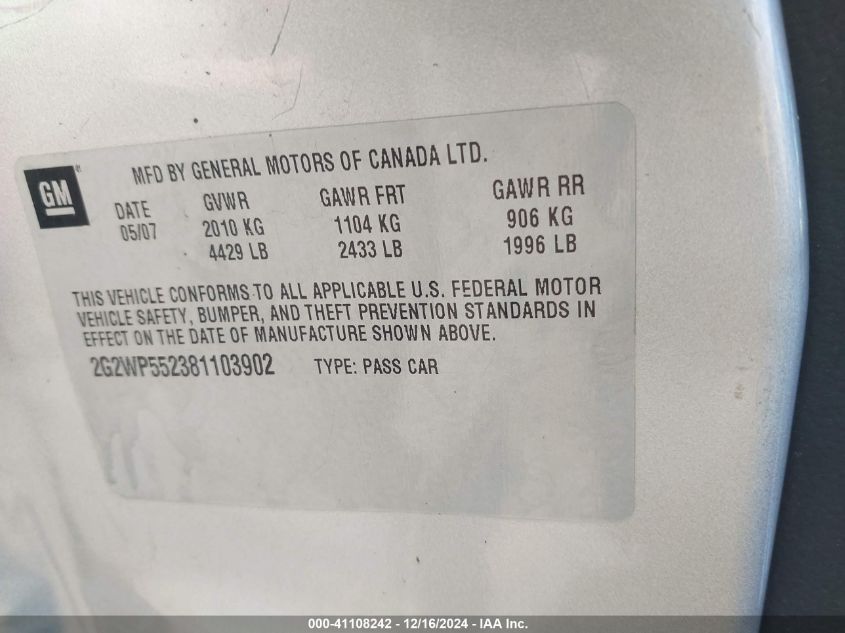 MFD BY GENERAL MOTORS OF CANADA LTD.
GM®
DATE GVWR GAWR FRT GAWR RR
05/07 2010 KG 1104 KG 906 KG
4429 LB 2433 LB 1996 LB
THIS VEHICLE CONFORMS TO ALL APPLICABLE U.S. FEDERAL MOTOR
VEHICLE SAFETY, BUMPER, AND THEFT PREVENTION STANDARDS IN
EFFECT ON THE DATE OF MANUFACTURE SHOWN ABOVE.
2G2WP552381103902 TYPE: PASS CAR
000-41108242 - 12/16/2024 - IAA Inc.